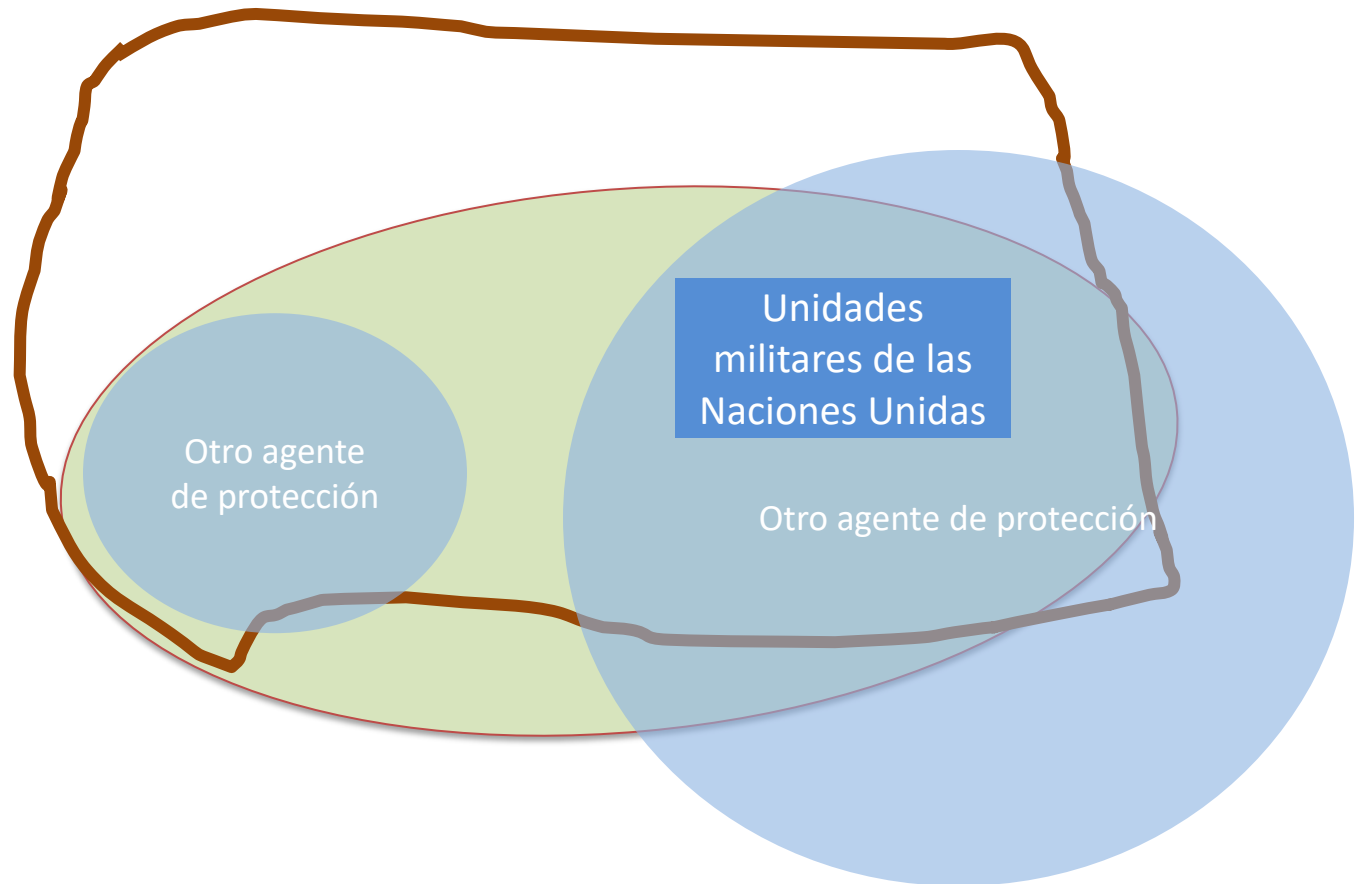 Unidades
militares de las
Naciones Unidas
Otro agente
de protección
Otro agente de protección